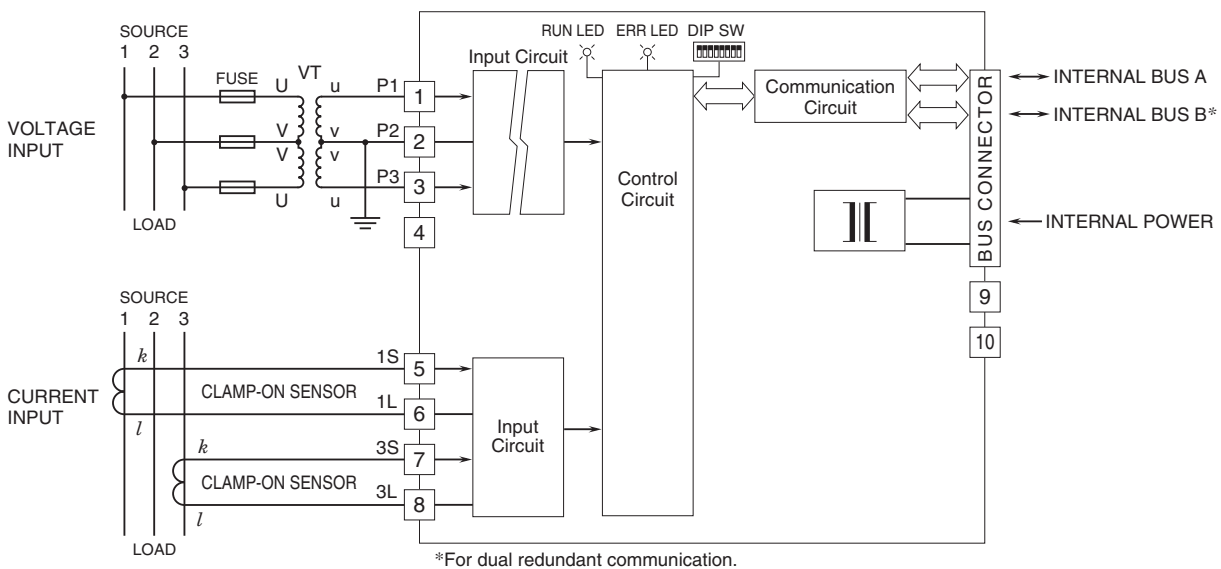 SOURCE
1 2 3
FUSE
U
VT
u
P1
1
VOLTAGE
INPUT
V
v
P2
2
V
v
U
u
P3
3
LOAD
4
Input Circuit
RUN LED
ERR LED
DIP SW
Control
Circuit
Communication
Circuit
BUS CONNECTOR
INTERNAL BUS A
INTERNAL BUS B*
INTERNAL POWER
9
10
SOURCE
1 2 3
k
1S
5
CLAMP-ON SENSOR
CURRENT
INPUT
l
1L
6
k
3S
7
CLAMP-ON SENSOR
l
3L
8
LOAD
Input
Circuit
*For dual redundant communication.